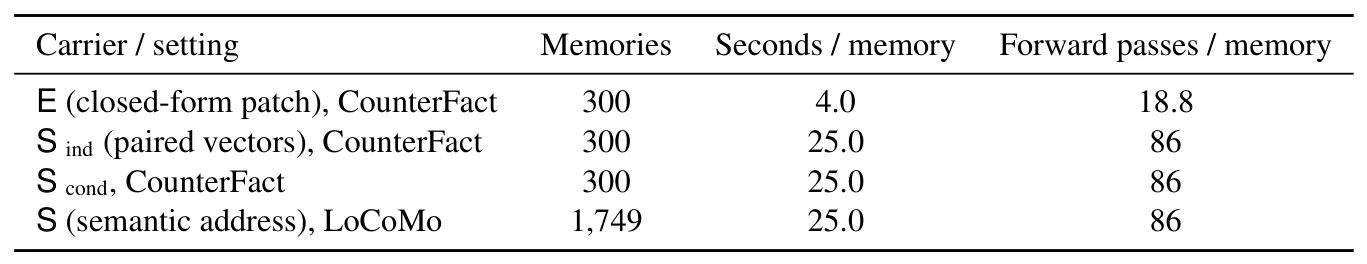 Carrier / setting Memories Seconds / memory Forward passes / memory
E (closed-form patch), CounterFact 300 4.0 18.8
S ind (paired vectors), CounterFact 300 25.0 86
S cond, CounterFact 300 25.0 86
S (semantic address), LoCoMo 1,749 25.0 86